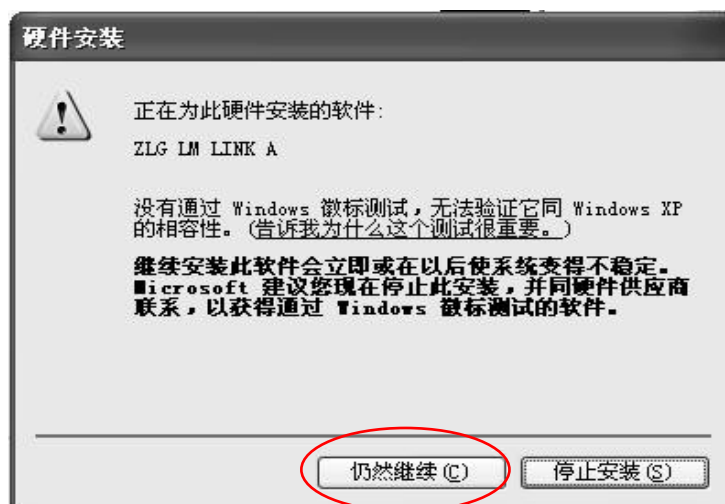 硬件安装
正在为此硬件安装的软件:
ZLG LM LINK A
没有通过 Windows 徽标测试，无法验证它同 Windows XP
的相容性。(告诉我为什么这个测试很重要。)
继续安装此软件会立即或在以后使系统变得不稳定。
Microsoft 建议您现在停止此安装，并同硬件供应商
联系，以获得通过 Windows 徽标测试的软件。
仍然继续(C)
停止安装(S)